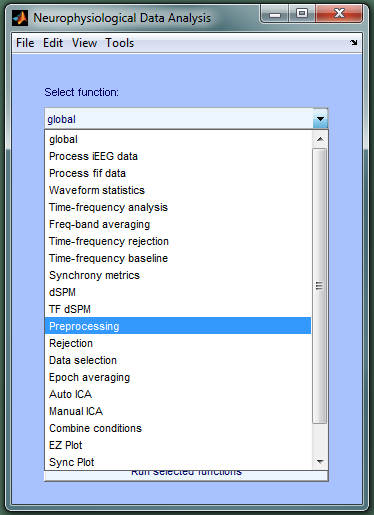 Neurophysiological Data Analysis
File Edit View Tools
Select function:
global
global
Process iEEG data
Process fif data
Waveform statistics
Time-frequency analysis
Freq-band averaging
Time-frequency rejection
Time-frequency baseline
Synchrony metrics
dSPM
TF dSPM
Preprocessing
Rejection
Data selection
Epoch averaging
Auto ICA
Manual ICA
Combine conditions
EZ Plot
Sync Plot
Run selected functions